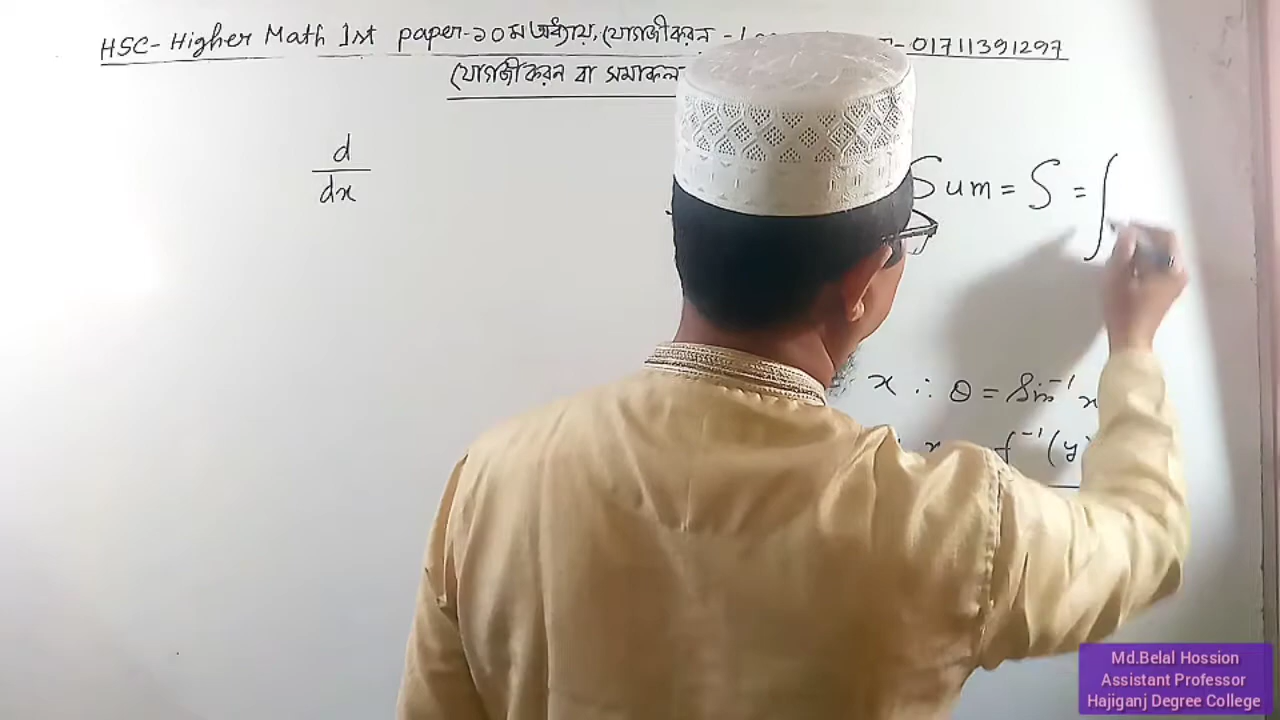 HSC- Higher Math 1st paper-১০ম অধ্যায়, যোগজীকরন - 01711391297
যোগজীকরন বা সমাকল
d
dx
Sum = S = ∫
x ∴ θ = Sin⁻¹x
x f⁻¹(y)
Md.Belal Hossion
Assistant Professor
Hajiganj Degree College